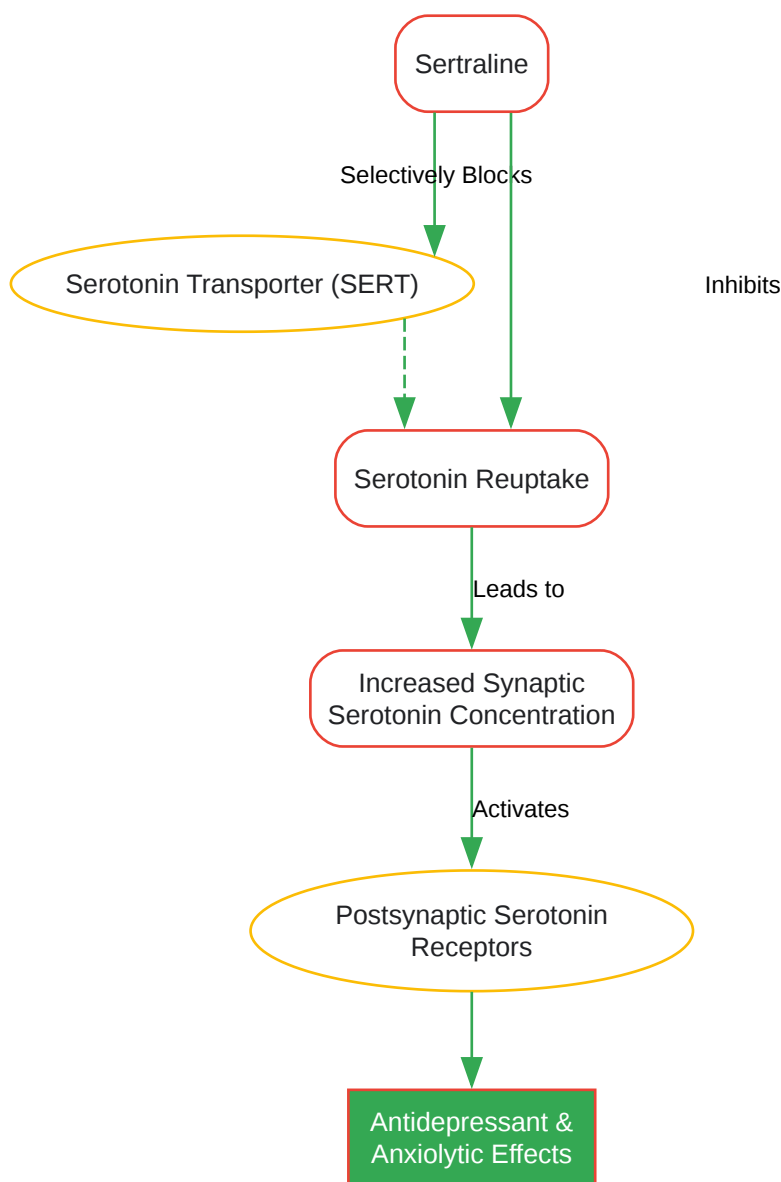 Sertraline
Selectively Blocks
Serotonin Transporter (SERT)
Inhibits
Serotonin Reuptake
Leads to
Increased Synaptic
Serotonin Concentration
Activates
Postsynaptic Serotonin
Receptors
Antidepressant &
Anxiolytic Effects